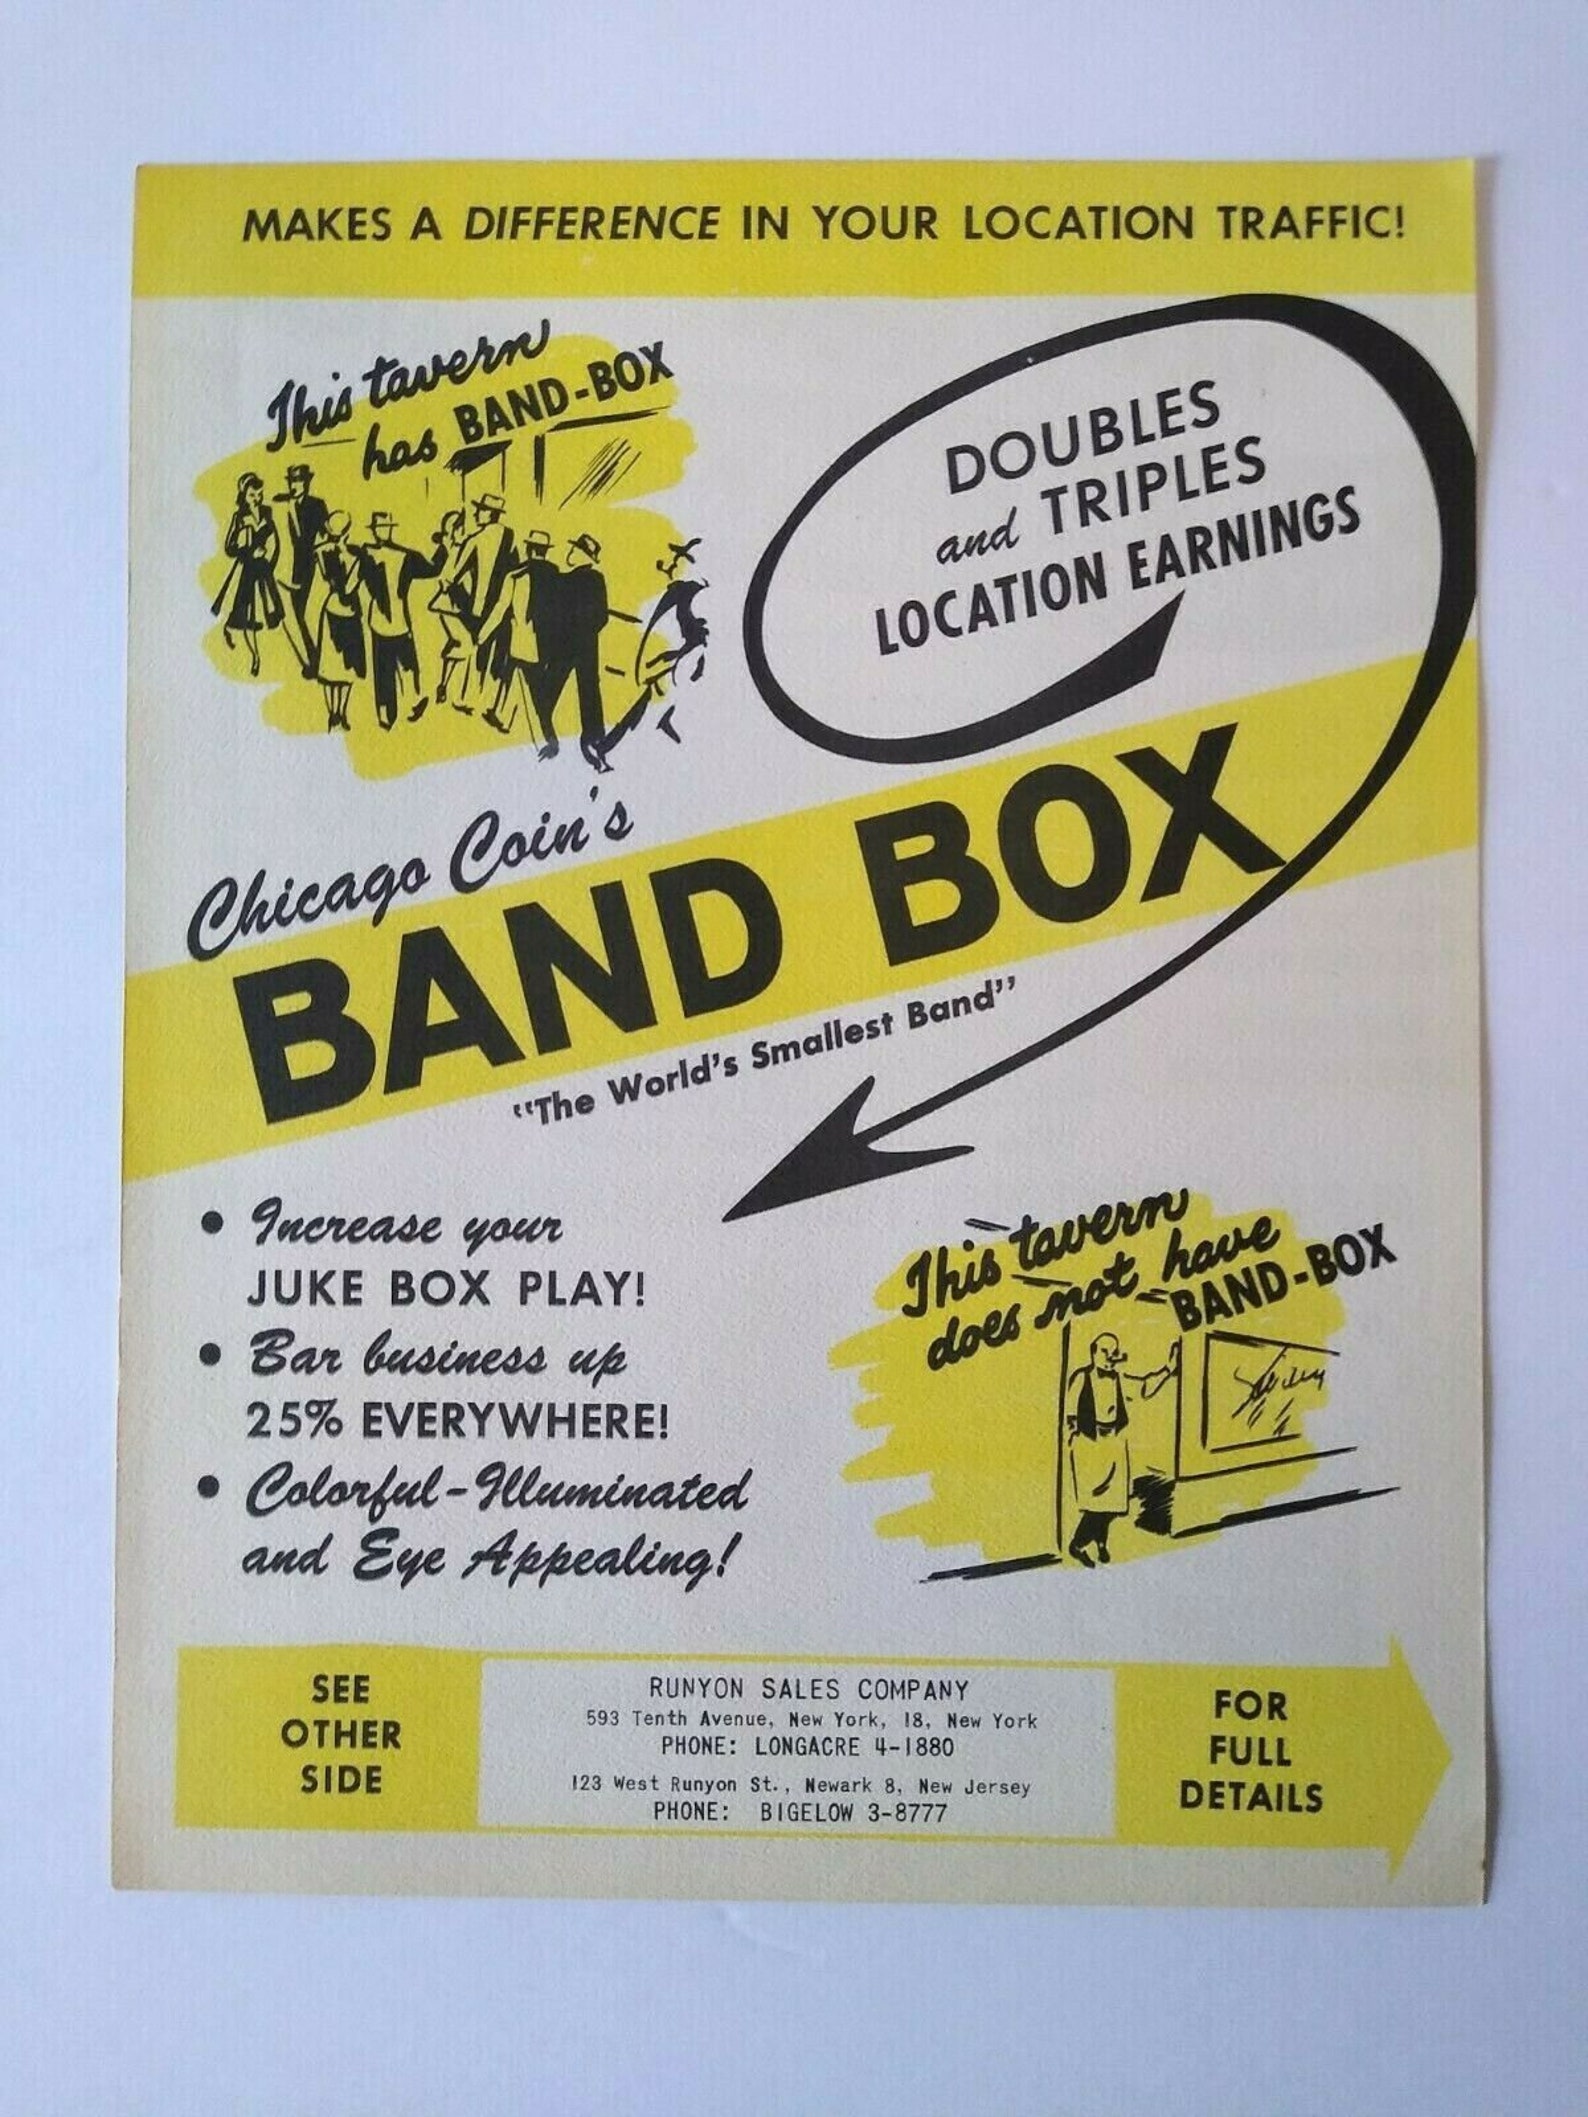 MAKES A DIFFERENCE IN YOUR LOCATION TRAFFIC!
This tavern
has BAND-BOX
DOUBLES
and TRIPLES
LOCATION EARNINGS
Chicago Coin's
BAND BOX
"The World's Smallest Band"
• Increase your
JUKE BOX PLAY!
• Bar business up
25% EVERYWHERE!
• Colorful-Illuminated
and Eye Appealing!
This tavern
does not have
BAND-BOX
SEE
OTHER
SIDE
RUNYON SALES COMPANY
593 Tenth Avenue, New York, 18, New York
PHONE: LONGACRE 4-1880
123 West Runyon St., Newark 8, New Jersey
PHONE: BIGELOW 3-8777
FOR
FULL
DETAILS